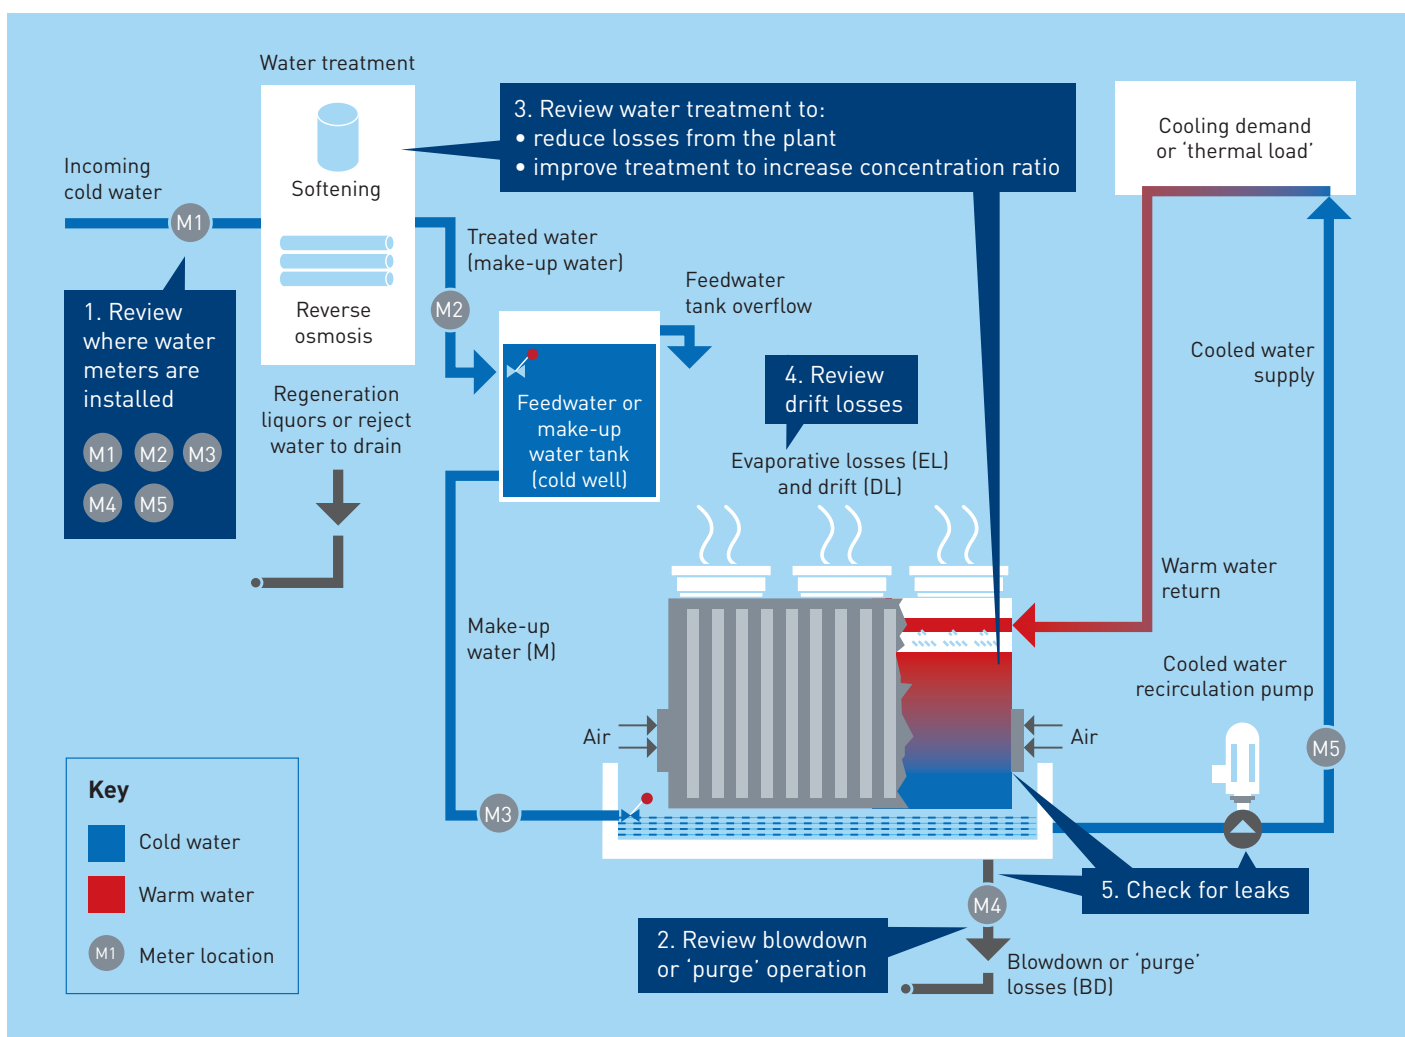 Water treatment
Softening
Reverse
osmosis
3. Review water treatment to:
• reduce losses from the plant
• improve treatment to increase concentration ratio
Cooling demand
or ‘thermal load’
Incoming
cold water
M1
1. Review
where water
meters are
installed
M1 M2 M3
M4 M5
Treated water
(make-up water)
M2
Feedwater
tank overflow
Regeneration
liquors or reject
water to drain
Feedwater or
make-up
water tank
(cold well)
4. Review
drift losses
Evaporative losses (EL)
and drift (DL)
Cooled water
supply
Warm water
return
Make-up
water (M)
Cooled water
recirculation pump
Air
Air
M5
M3
Key
Cold water
Warm water
M1 Meter location
5. Check for leaks
M4
2. Review blowdown
or ‘purge’ operation
Blowdown or ‘purge’
losses (BD)